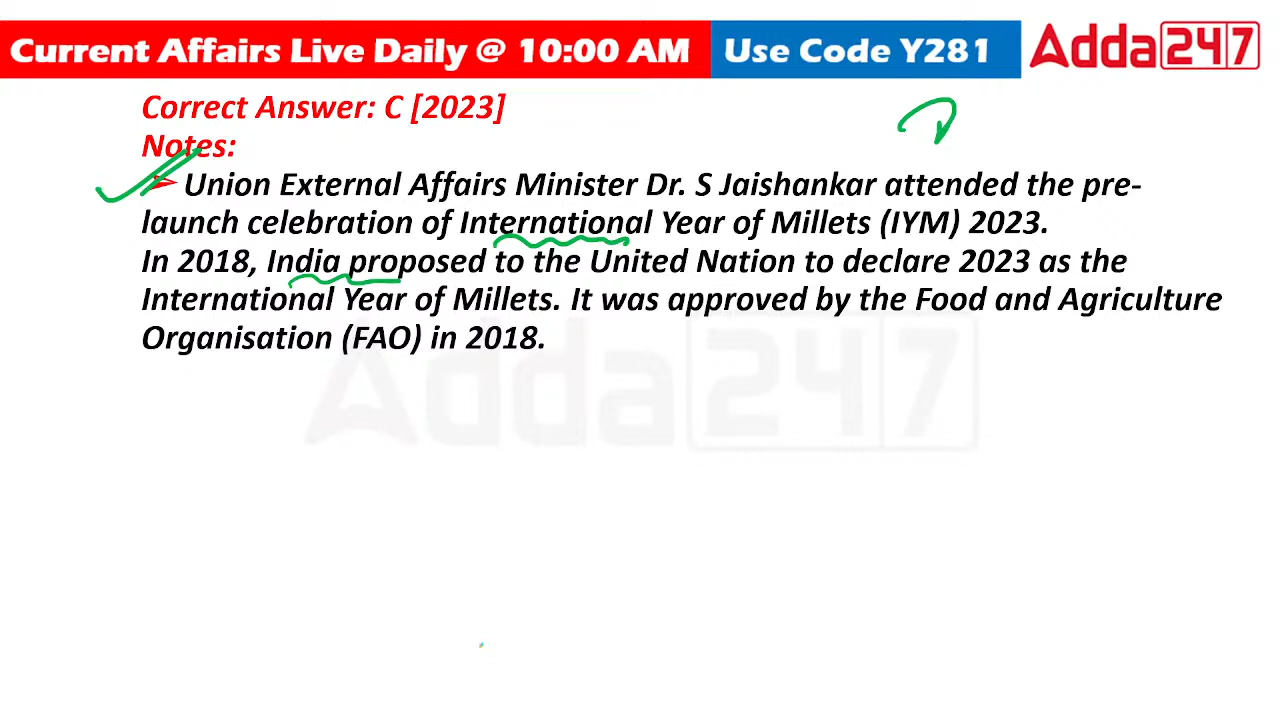 Current Affairs Live Daily @ 10:00 AM Use Code Y281 Adda247
Correct Answer: C [2023]
Notes:
➢ Union External Affairs Minister Dr. S Jaishankar attended the pre-
launch celebration of International Year of Millets (IYM) 2023.
In 2018, India proposed to the United Nation to declare 2023 as the
International Year of Millets. It was approved by the Food and Agriculture
Organisation (FAO) in 2018.
Adda247